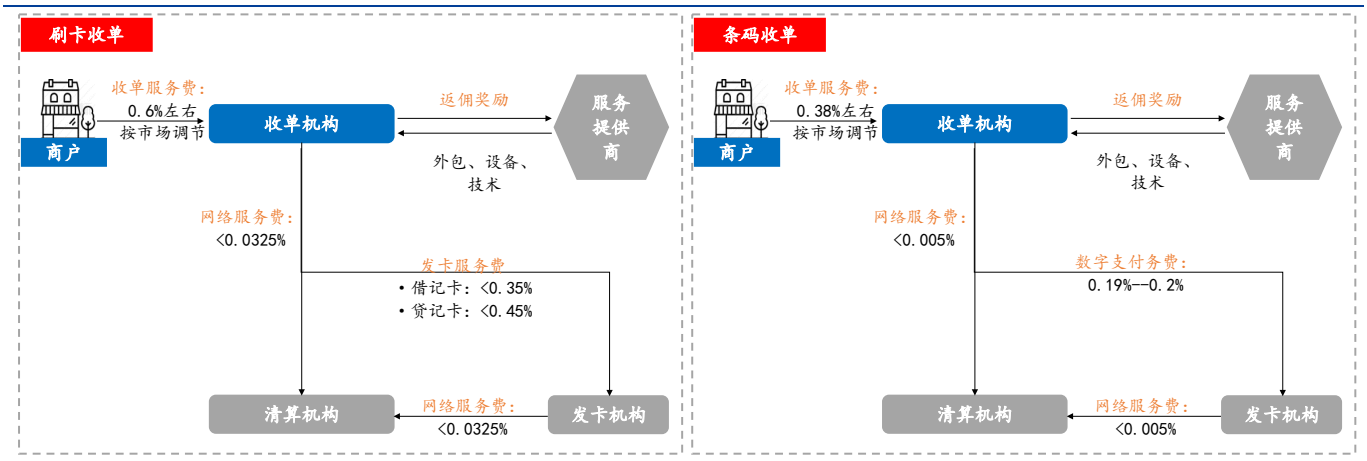 刷卡收单
收单服务费:
0.6%左右
按市场调节
商户
收单机构
返佣奖励
外包、设备、
技术
服务
提供
商
网络服务费:
<0.0325%
发卡服务费
•借记卡: <0.35%
•贷记卡: <0.45%
清算机构
网络服务费:
<0.0325%
发卡机构
条码收单
收单服务费:
0.38%左右
按市场调节
商户
收单机构
返佣奖励
外包、设备、
技术
服务
提供
商
网络服务费:
<0.005%
数字支付务费:
0.19%--0.2%
清算机构
网络服务费:
<0.005%
发卡机构